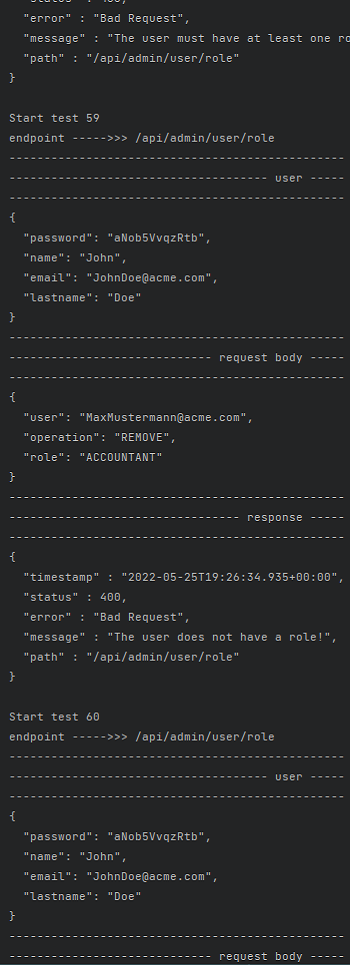 "status" : 400,
"error" : "Bad Request",
"message" : "The user must have at least one ro
"path" : "/api/admin/user/role"
}
Start test 59
endpoint ----->>> /api/admin/user/role
------------------------------------------------
------------------------------------- user -----
------------------------------------------------
{
"password": "aNob5VvqzRtb",
"name": "John",
"email": "JohnDoe@acme.com",
"lastname": "Doe"
}
------------------------------------------------
----------------------------- request body -----
------------------------------------------------
{
"user": "MaxMustermann@acme.com",
"operation": "REMOVE",
"role": "ACCOUNTANT"
}
------------------------------------------------
--------------------------------- response -----
------------------------------------------------
{
"timestamp" : "2022-05-25T19:26:34.935+00:00",
"status" : 400,
"error" : "Bad Request",
"message" : "The user does not have a role!",
"path" : "/api/admin/user/role"
}
Start test 60
endpoint ----->>> /api/admin/user/role
------------------------------------------------
------------------------------------- user -----
------------------------------------------------
{
"password": "aNob5VvqzRtb",
"name": "John",
"email": "JohnDoe@acme.com",
"lastname": "Doe"
}
------------------------------------------------
----------------------------- request body -----